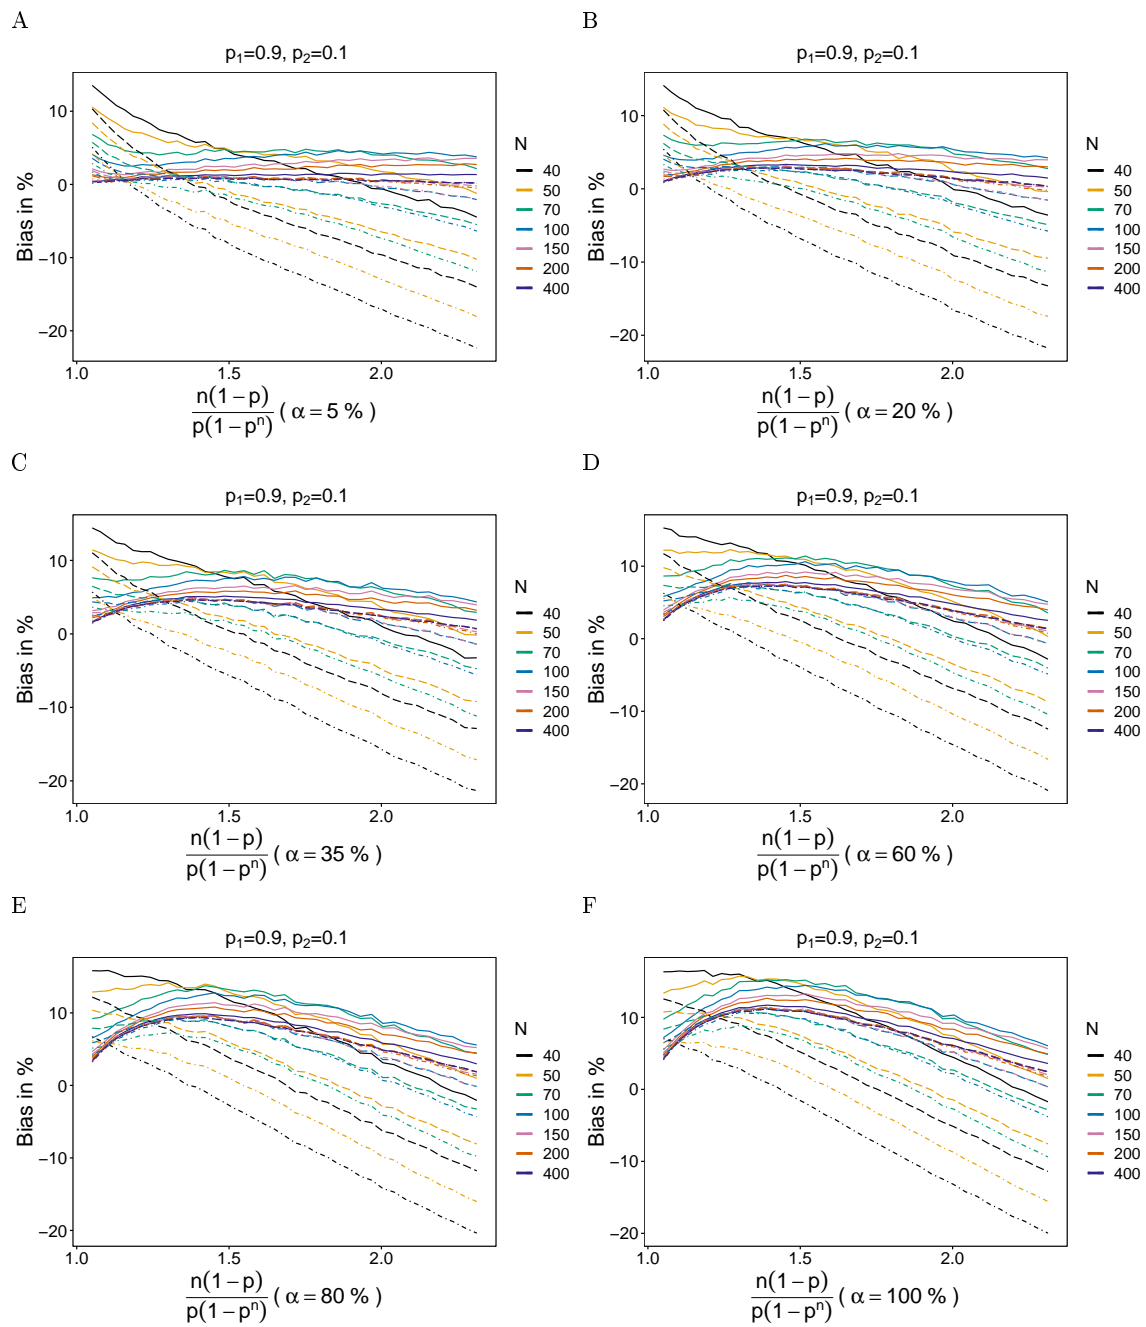 A
p1=0.9, p2=0.1
10
0
−10
−20
Bias in %
1.0 1.5 2.0
n(1−p)
p(1−pⁿ) ( α = 5 % )
N
40
50
70
100
150
200
400
B
p1=0.9, p2=0.1
10
0
−10
−20
Bias in %
1.0 1.5 2.0
n(1−p)
p(1−pⁿ) ( α = 20 % )
N
40
50
70
100
150
200
400
C
p1=0.9, p2=0.1
10
0
−10
−20
Bias in %
1.0 1.5 2.0
n(1−p)
p(1−pⁿ) ( α = 35 % )
N
40
50
70
100
150
200
400
D
p1=0.9, p2=0.1
10
0
−10
−20
Bias in %
1.0 1.5 2.0
n(1−p)
p(1−pⁿ) ( α = 60 % )
N
40
50
70
100
150
200
400
E
p1=0.9, p2=0.1
10
0
−10
−20
Bias in %
1.0 1.5 2.0
n(1−p)
p(1−pⁿ) ( α = 80 % )
N
40
50
70
100
150
200
400
F
p1=0.9, p2=0.1
10
0
−10
−20
Bias in %
1.0 1.5 2.0
n(1−p)
p(1−pⁿ) ( α = 100 % )
N
40
50
70
100
150
200
400